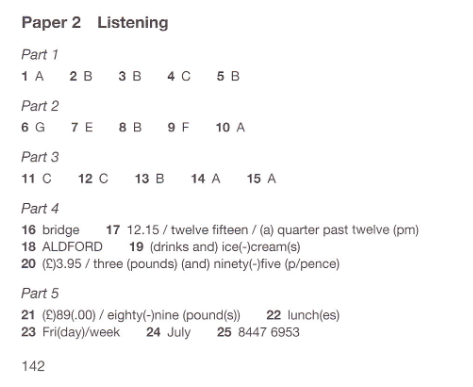 Paper 2 Listening
Part 1
1 A 2 B 3 B 4 C 5 B
Part 2
6 G 7 E 8 B 9 F 10 A
Part 3
11 C 12 C 13 B 14 A 15 A
Part 4
16 bridge 17 12.15 / twelve fifteen / (a) quarter past twelve (pm)
18 ALDFORD 19 (drinks and) ice(-)cream(s)
20 (£)3.95 / three (pounds) (and) ninety(-)five (p/pence)
Part 5
21 (£)89(.00) / eighty(-)nine (pound(s)) 22 lunch(es)
23 Fri(day)/week 24 July 25 8447 6953
142